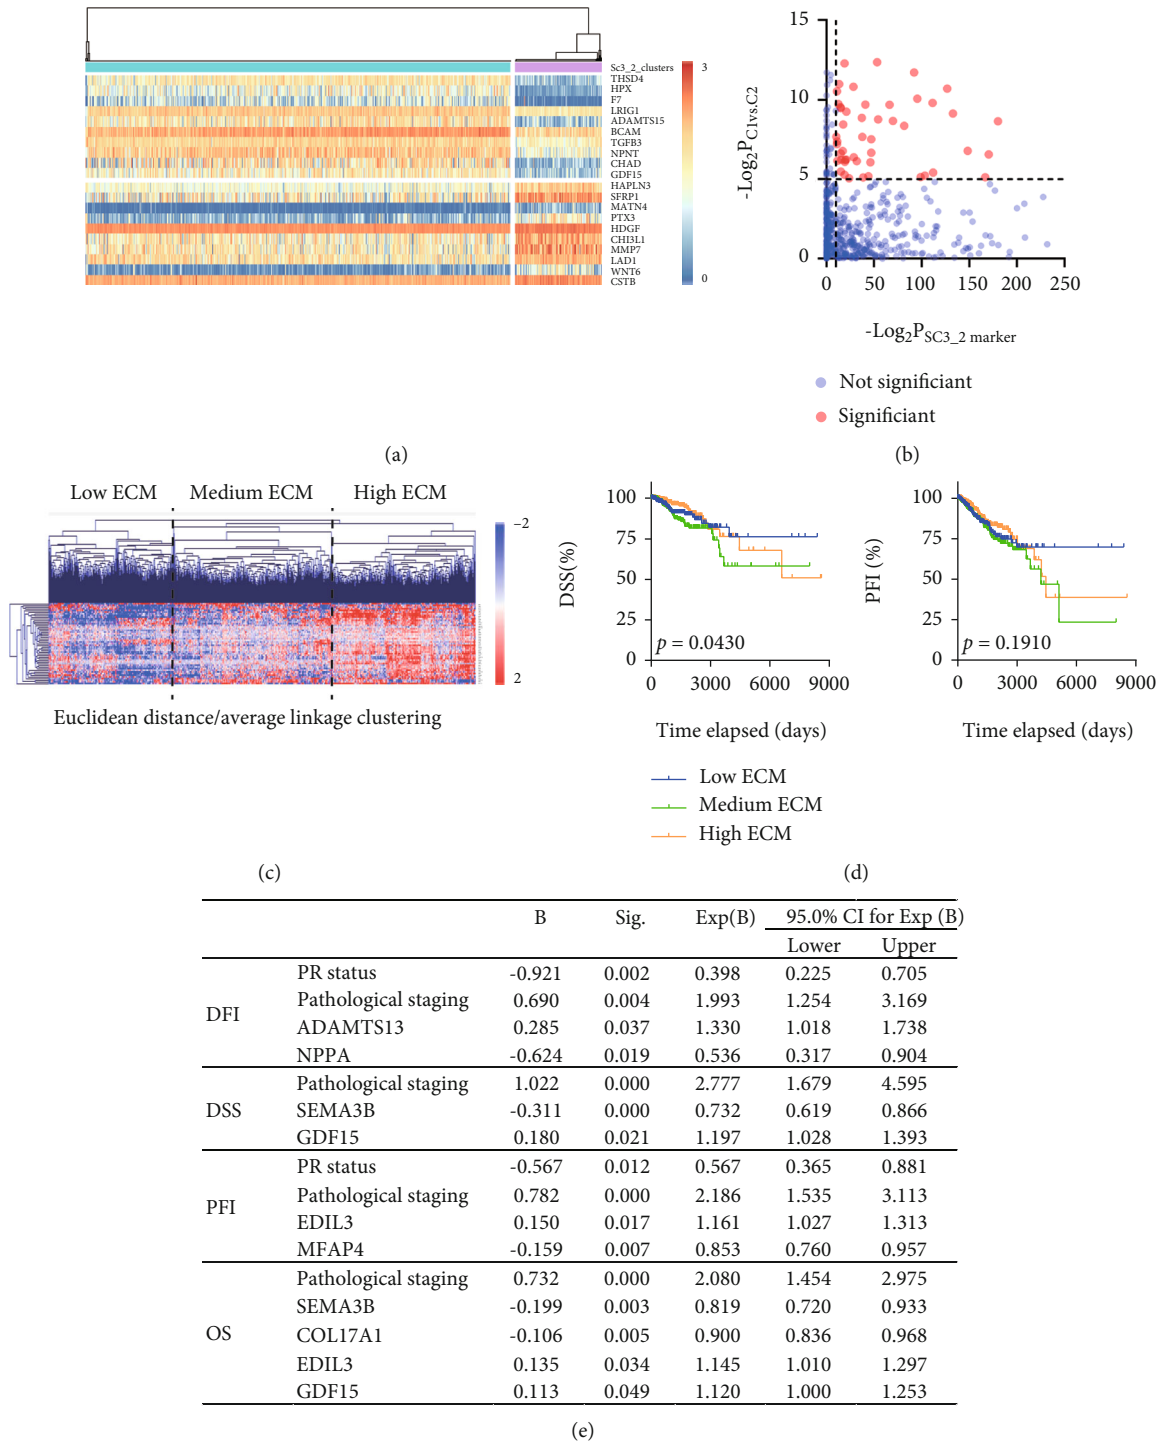 Sc3_2_clusters
THSD4
HPX
F7
LRIG1
ADAMTS15
BCAM
TGFB3
NPNT
CHAD
GDF15
HAPLN3
SFRP1
MATN4
PTX3
HDGF
CHI3L1
MMP7
LAD1
WNT6
CSTB
3
0
(a)
15
10
5
0
-Log2PC1vs.C2
0 50 100 150 200 250
-Log2PSC3_2 marker
Not significiant
Significiant
(b)
Low ECM Medium ECM High ECM
-2
2
Euclidean distance/average linkage clustering
(c)
100
75
50
25
0
DSS(%)
p = 0.0430
0 3000 6000 9000
Time elapsed (days)
100
75
50
25
0
PFI (%)
p = 0.1910
0 3000 6000 9000
Time elapsed (days)
Low ECM
Medium ECM
High ECM
(d)
B Sig. Exp(B) 95.0% CI for Exp (B)
Lower Upper
DFI
PR status -0.921 0.002 0.398 0.225 0.705
Pathological staging 0.690 0.004 1.993 1.254 3.169
ADAMTS13 0.285 0.037 1.330 1.018 1.738
NPPA -0.624 0.019 0.536 0.317 0.904
DSS
Pathological staging 1.022 0.000 2.777 1.679 4.595
SEMA3B -0.311 0.000 0.732 0.619 0.866
GDF15 0.180 0.021 1.197 1.028 1.393
PFI
PR status -0.567 0.012 0.567 0.365 0.881
Pathological staging 0.782 0.000 2.186 1.535 3.113
EDIL3 0.150 0.017 1.161 1.027 1.313
MFAP4 -0.159 0.007 0.853 0.760 0.957
OS
Pathological staging 0.732 0.000 2.080 1.454 2.975
SEMA3B -0.199 0.003 0.819 0.720 0.933
COL17A1 -0.106 0.005 0.900 0.836 0.968
EDIL3 0.135 0.034 1.145 1.010 1.297
GDF15 0.113 0.049 1.120 1.000 1.253
(e)